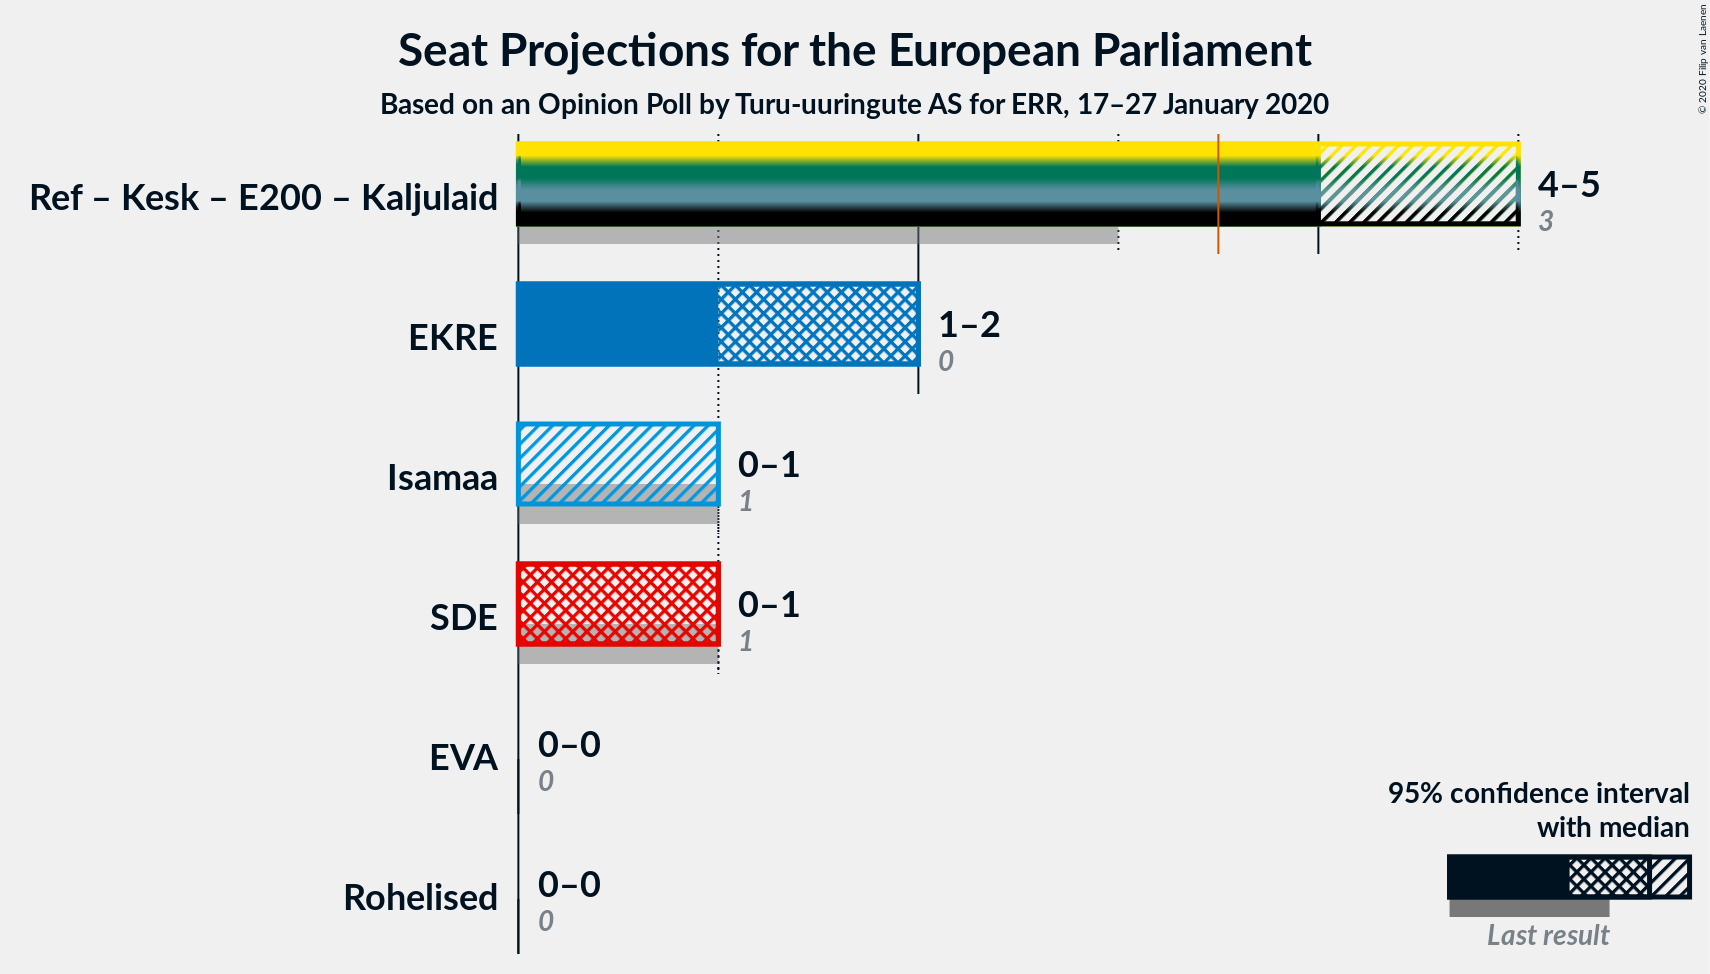 Seat Projections for the European Parliament
Based on an Opinion Poll by Turu-uuringute AS for ERR, 17–27 January 2020
© 2020 Filip van Laenen
Ref – Kesk – E200 – Kaljulaid
4–5
3
EKRE
1–2
0
Isamaa
0–1
1
SDE
0–1
1
EVA
0–0
0
Rohelised
0–0
0
95% confidence interval
with median
Last result